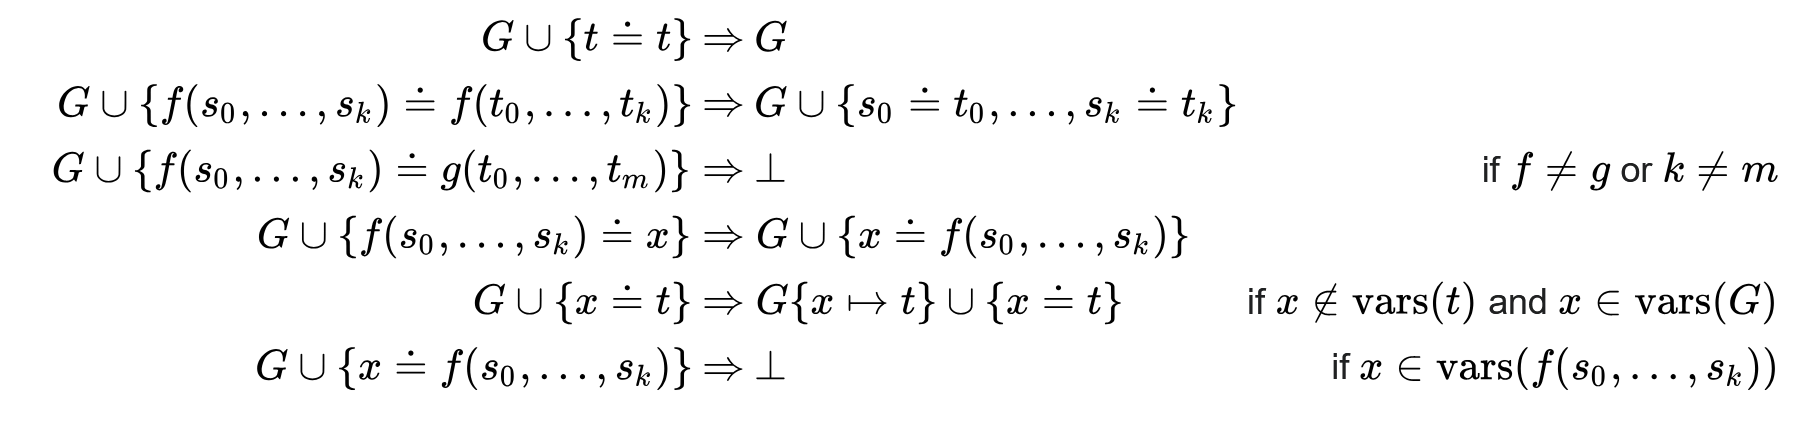 G ∪ {t ≐ t} ⇒ G
G ∪ {f(s₀, . . . , sₖ) ≐ f(t₀, . . . , tₖ)} ⇒ G ∪ {s₀ ≐ t₀, . . . , sₖ ≐ tₖ}
G ∪ {f(s₀, . . . , sₖ) ≐ g(t₀, . . . , tₘ)} ⇒ ⊥ if f ≠ g or k ≠ m
G ∪ {f(s₀, . . . , sₖ) ≐ x} ⇒ G ∪ {x ≐ f(s₀, . . . , sₖ)}
G ∪ {x ≐ t} ⇒ G{x ↦ t} ∪ {x ≐ t} if x ∉ vars(t) and x ∈ vars(G)
G ∪ {x ≐ f(s₀, . . . , sₖ)} ⇒ ⊥ if x ∈ vars(f(s₀, . . . , sₖ))